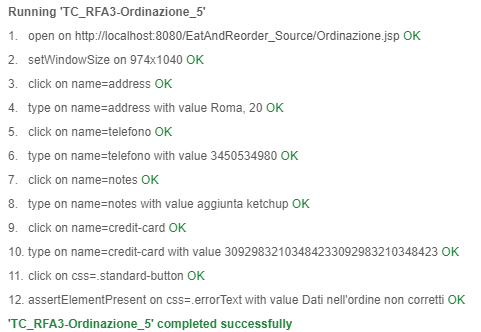 Running 'TC_RFA3-Ordinazione_5'
1. open on http://localhost:8080/EatAndReorder_Source/Ordinazione.jsp OK
2. setWindowSize on 974x1040 OK
3. click on name=address OK
4. type on name=address with value Roma, 20 OK
5. click on name=telefono OK
6. type on name=telefono with value 3450534980 OK
7. click on name=notes OK
8. type on name=notes with value aggiunta ketchup OK
9. click on name=credit-card OK
10. type on name=credit-card with value 30929832103484233092983210348423 OK
11. click on css=.standard-button OK
12. assertElementPresent on css=.errorText with value Dati nell'ordine non corretti OK
'TC_RFA3-Ordinazione_5' completed successfully